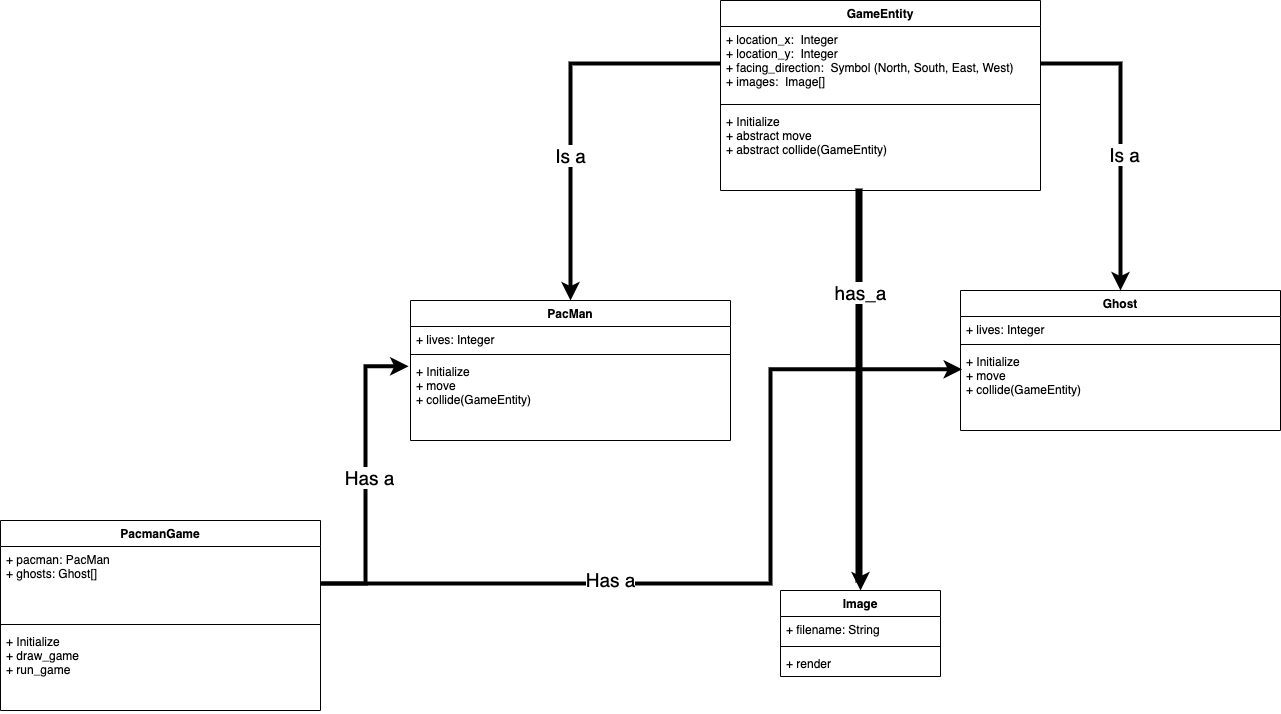 GameEntity
+ location_x: Integer
+ location_y: Integer
+ facing_direction: Symbol (North, South, East, West)
+ images: Image[]
+ Initialize
+ abstract move
+ abstract collide(GameEntity)
Is a
Is a
has_a
PacMan
+ lives: Integer
+ Initialize
+ move
+ collide(GameEntity)
Ghost
+ lives: Integer
+ Initialize
+ move
+ collide(GameEntity)
Has a
PacmanGame
+ pacman: PacMan
+ ghosts: Ghost[]
+ Initialize
+ draw_game
+ run_game
Has a
Image
+ filename: String
+ render